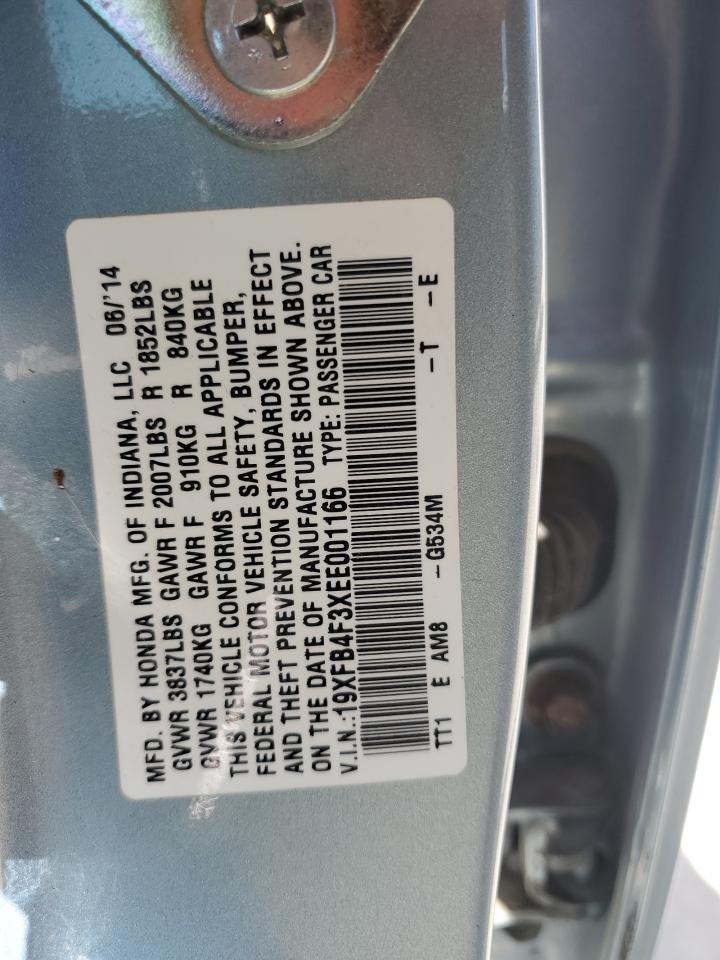 MFD. BY HONDA MFG. OF INDIANA, LLC 06/'14
GVWR 3837LBS GAWR F 2007LBS R 1852LBS
GVWR 1740KG GAWR F 910KG R 840KG
THIS VEHICLE CONFORMS TO ALL APPLICABLE
FEDERAL MOTOR VEHICLE SAFETY, BUMPER,
AND THEFT PREVENTION STANDARDS IN EFFECT
ON THE DATE OF MANUFACTURE SHOWN ABOVE.
V.I.N.:19XFB4F3XEE001166 TYPE: PASSENGER CAR
TT1 E AM8 -G534M -T -E